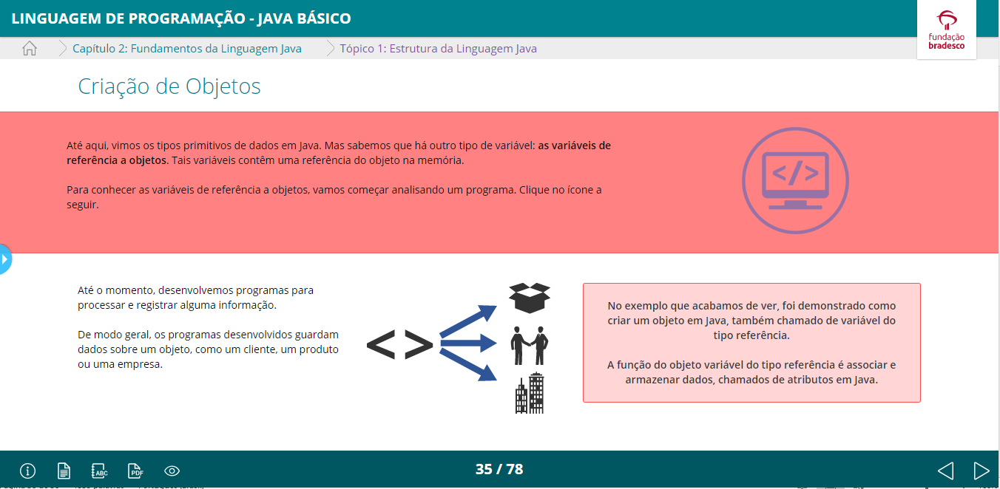 LINGUAGEM DE PROGRAMAÇÃO - JAVA BÁSICO
fundação
bradesco
Capítulo 2: Fundamentos da Linguagem Java
Tópico 1: Estrutura da Linguagem Java
Criação de Objetos
Até aqui, vimos os tipos primitivos de dados em Java. Mas sabemos que há outro tipo de variável: as variáveis de
referência a objetos. Tais variáveis contêm uma referência do objeto na memória.
Para conhecer as variáveis de referência a objetos, vamos começar analisando um programa. Clique no ícone a
seguir.
</>
Até o momento, desenvolvemos programas para
processar e registrar alguma informação.
De modo geral, os programas desenvolvidos guardam
dados sobre um objeto, como um cliente, um produto
ou uma empresa.
< >
No exemplo que acabamos de ver, foi demonstrado como
criar um objeto em Java, também chamado de variável do
tipo referência.
A função do objeto variável do tipo referência é associar e
armazenar dados, chamados de atributos em Java.
ABC
PDF
35 / 78